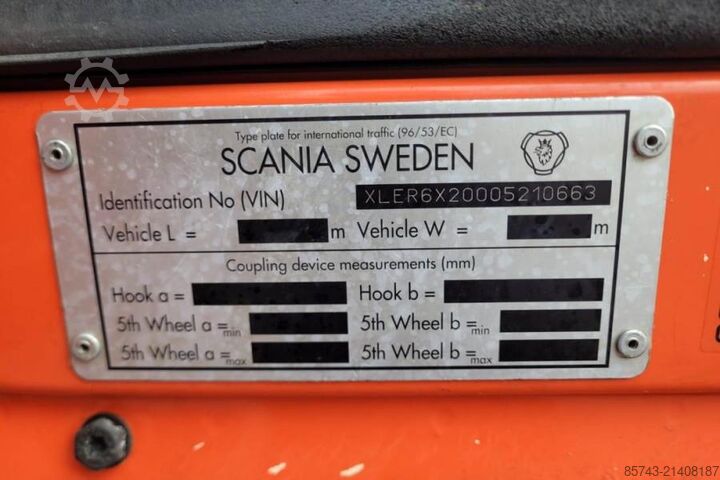 Type plate for international traffic (96/53/EC)
SCANIA SWEDEN
Identification No (VIN) XLER6X20005210663
Vehicle L = m Vehicle W = m
Coupling device measurements (mm)
Hook a = Hook b =
5th Wheel a =min 5th Wheel b =min
5th Wheel a =max 5th Wheel b =max
85743-21408187